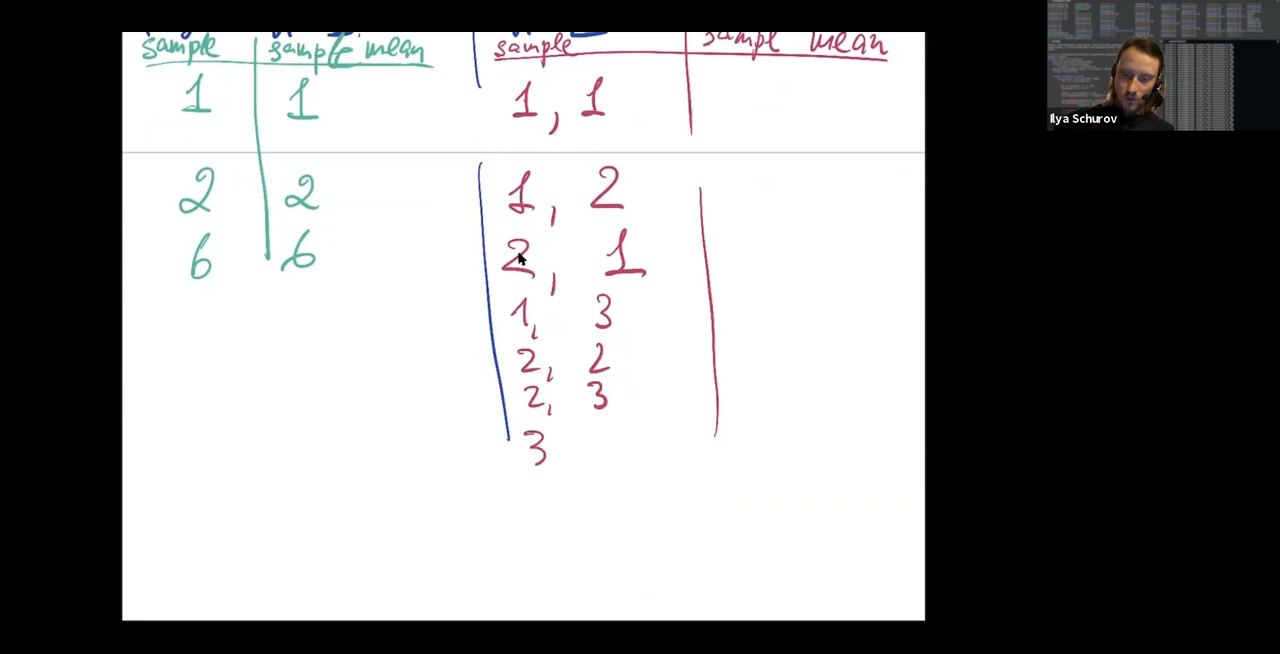 sample sample mean sample sampl mean
1 1 1, 1
Ilya Schurov
2 2 1, 2
6 6 2, 1
1, 3
2, 2
2, 3
3